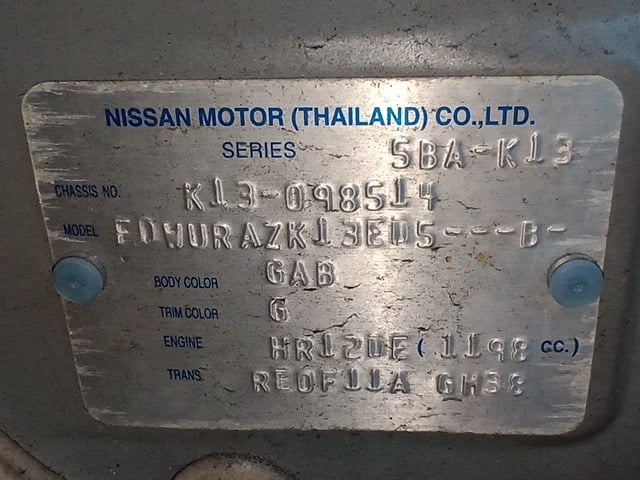 NISSAN MOTOR (THAILAND) CO.,LTD.
SERIES 5BA-K13
CHASSIS NO. K13-098514
MODEL FDWURAZK13EDS---B-
BODY COLOR GAB
TRIM COLOR G
ENGINE HR12DE ( 1198 CC.)
TRANS. RE0F11A GH38